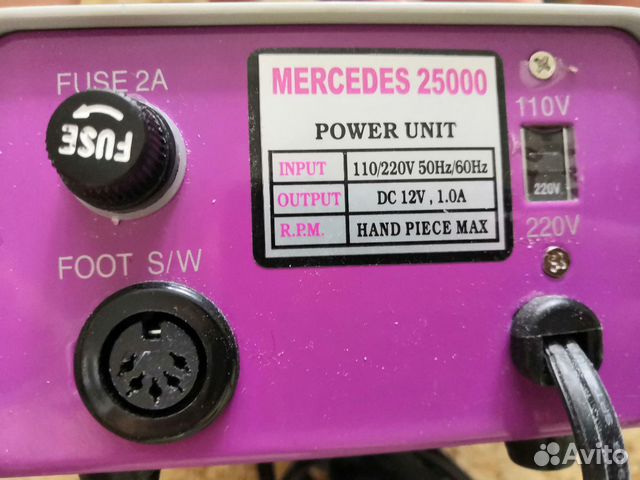 FUSE 2A
FUSE
FOOT S/W
MERCEDES 25000
POWER UNIT
INPUT 110/220V 50Hz/60Hz
OUTPUT DC 12V , 1.0A
R.P.M. HAND PIECE MAX
110V
220V
220V
Avito